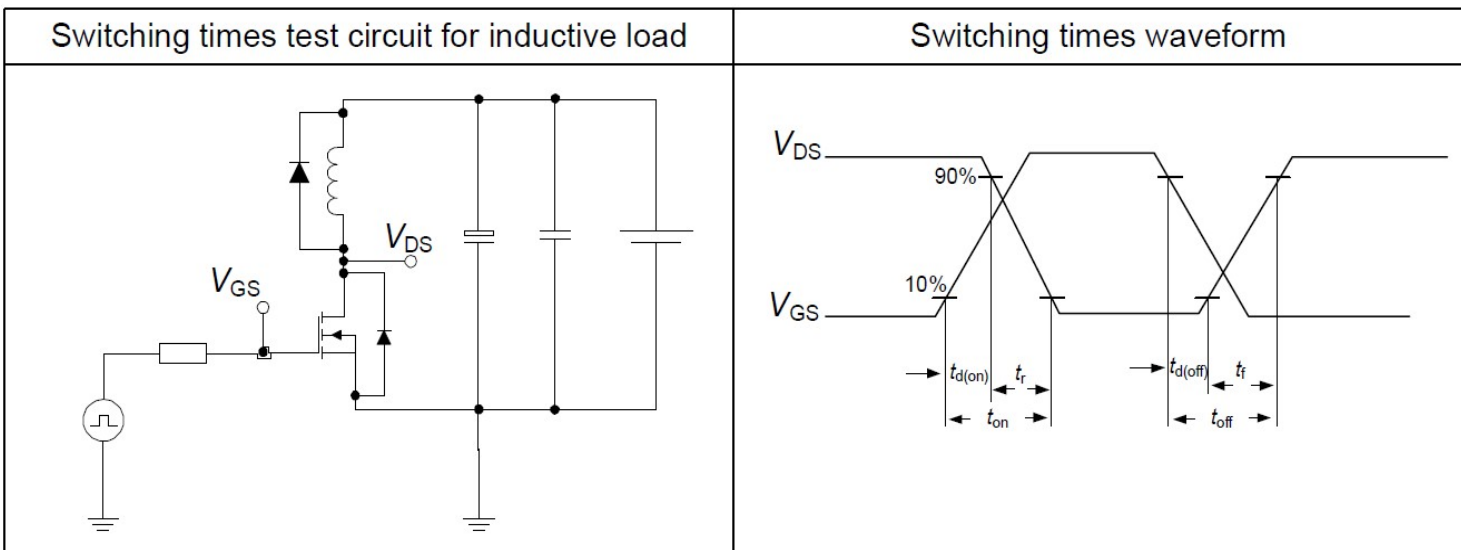 Switching times test circuit for inductive load
Switching times waveform
VDS
VGS
VDS
90%
10%
VGS
td(on)
tr
td(off)
tf
ton
toff